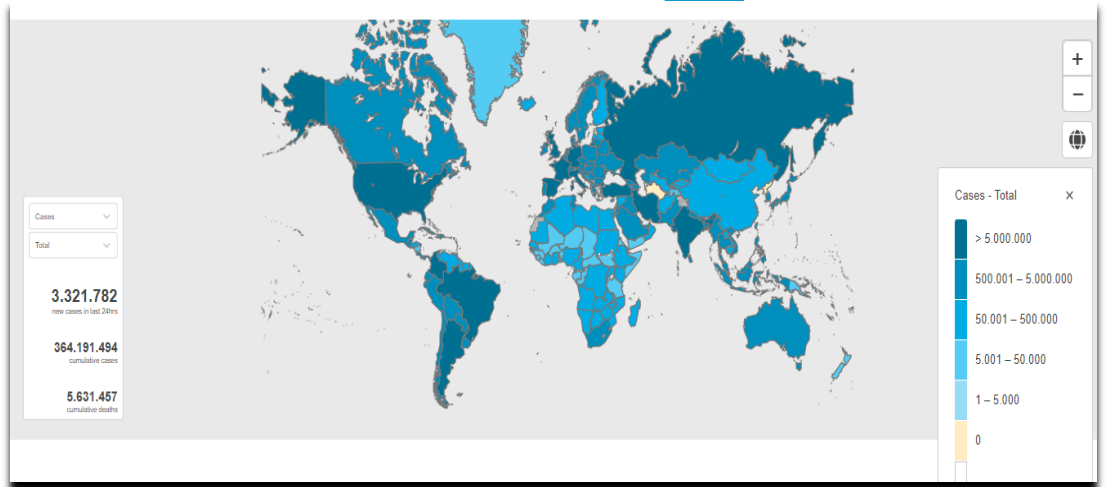 Cases
Total
3.321.782
new cases in last 24hrs
364.191.494
cumulative cases
5.631.457
cumulative deaths
+
−
Cases - Total ×
> 5.000.000
500.001 – 5.000.000
50.001 – 500.000
5.001 – 50.000
1 – 5.000
0